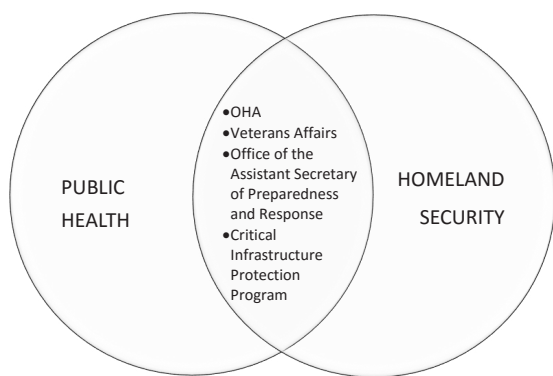 PUBLIC
HEALTH
•OHA
•Veterans Affairs
•Office of the
Assistant Secretary
of Preparedness
and Response
•Critical
Infrastructure
Protection
Program
HOMELAND
SECURITY